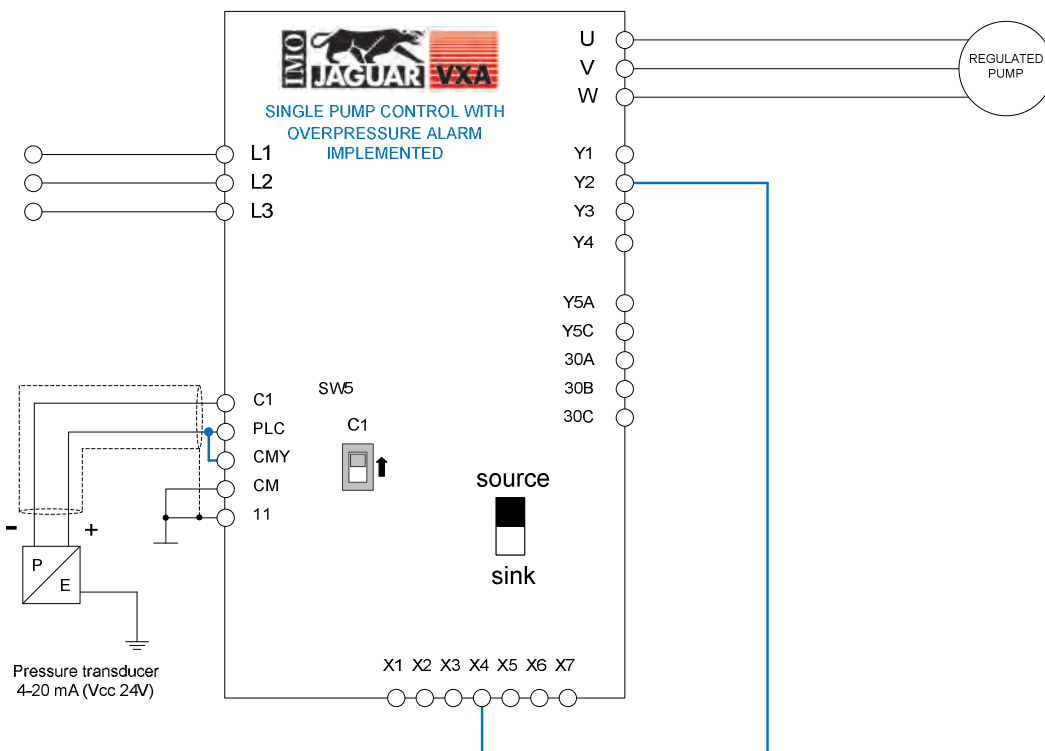 IMO
JAGUAR
VXA
SINGLE PUMP CONTROL WITH
OVERPRESSURE ALARM
IMPLEMENTED
L1
L2
L3
U
V
W
REGULATED
PUMP
Y1
Y2
Y3
Y4
Y5A
Y5C
30A
30B
30C
C1
PLC
CMY
CM
11
SW5
C1
source
sink
-
+
P
E
Pressure transducer
4-20 mA (Vcc 24V)
X1 X2 X3 X4 X5 X6 X7